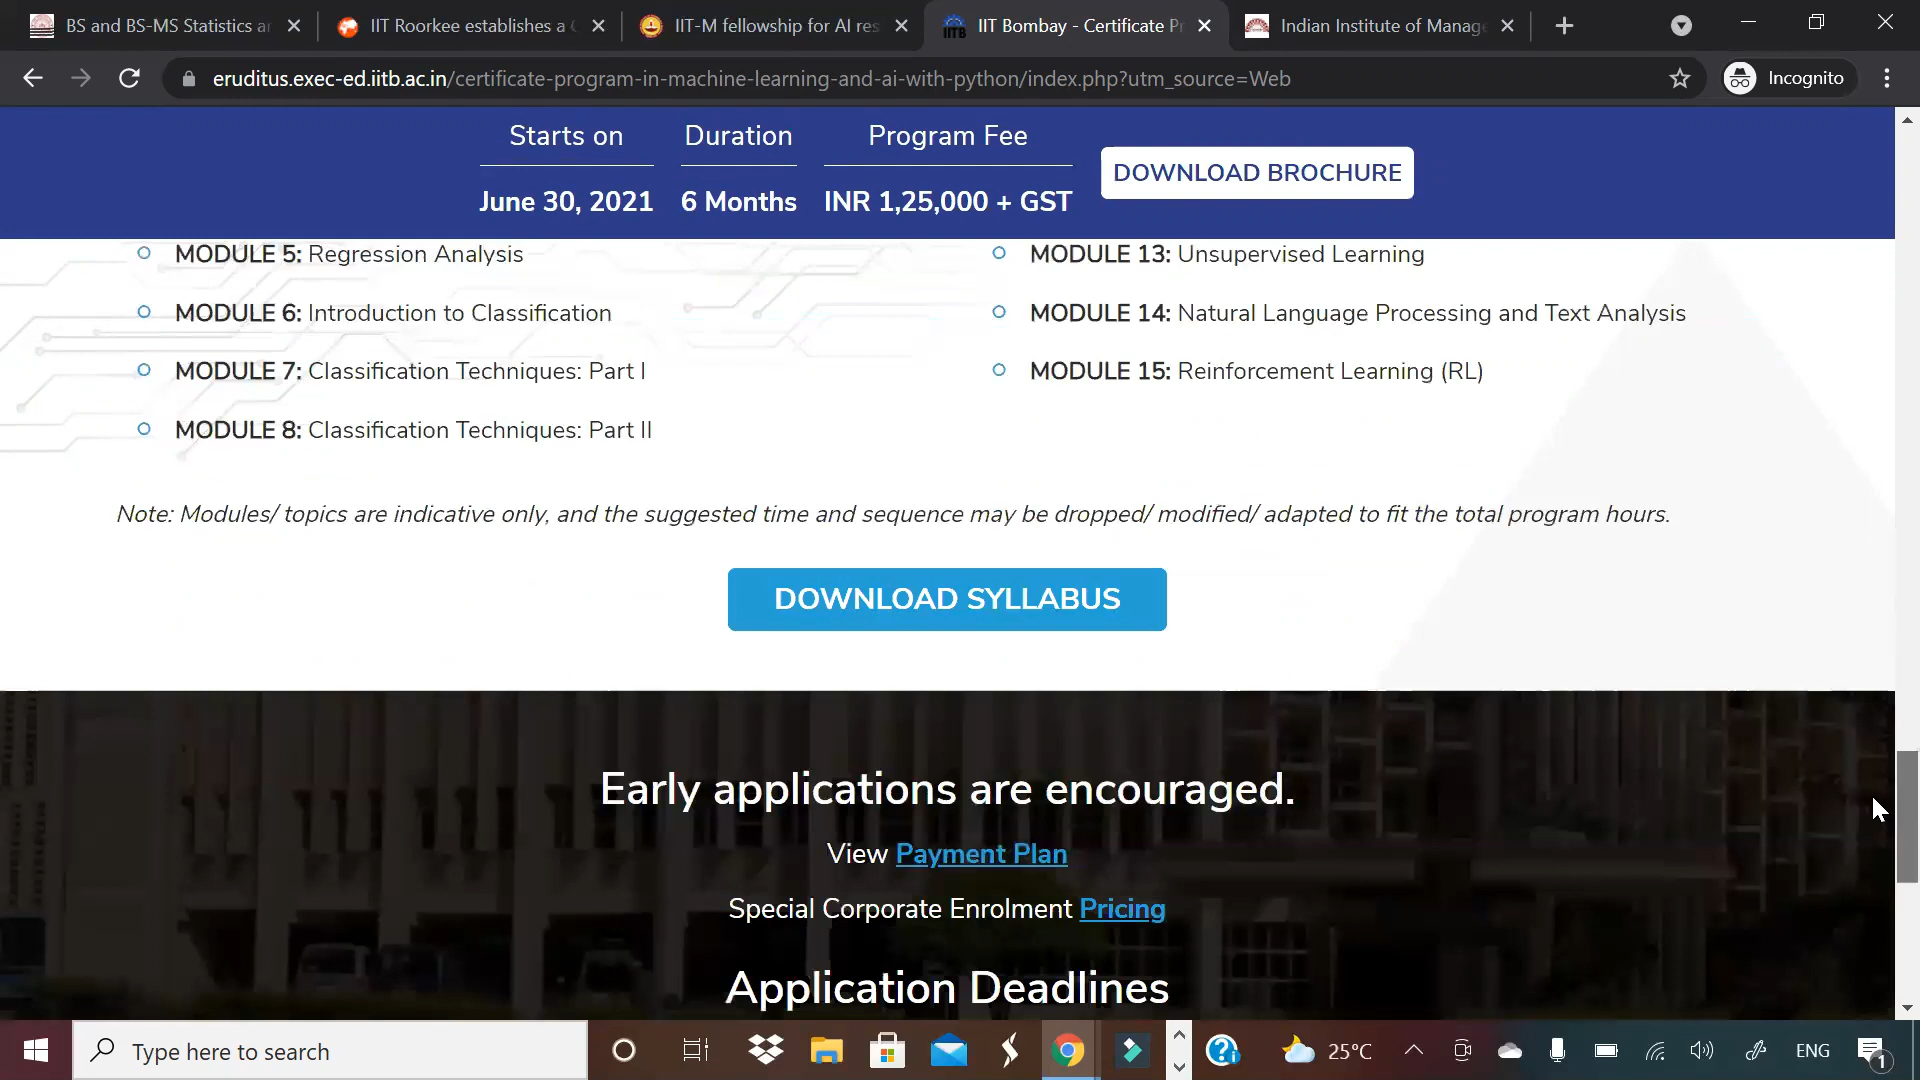 BS and BS-MS Statistics ar
IIT Roorkee establishes a C
IIT-M fellowship for AI res
IIT Bombay - Certificate Pr
Indian Institute of Manage
eruditus.exec-ed.iitb.ac.in/certificate-program-in-machine-learning-and-ai-with-python/index.php?utm_source=Web
Incognito
Starts on
Duration
Program Fee
June 30, 2021
6 Months
INR 1,25,000 + GST
DOWNLOAD BROCHURE
MODULE 5: Regression Analysis
MODULE 6: Introduction to Classification
MODULE 7: Classification Techniques: Part I
MODULE 8: Classification Techniques: Part II
MODULE 13: Unsupervised Learning
MODULE 14: Natural Language Processing and Text Analysis
MODULE 15: Reinforcement Learning (RL)
Note: Modules/ topics are indicative only, and the suggested time and sequence may be dropped/ modified/ adapted to fit the total program hours.
DOWNLOAD SYLLABUS
Early applications are encouraged.
View Payment Plan
Special Corporate Enrolment Pricing
Application Deadlines
Type here to search
25°C
ENG
1